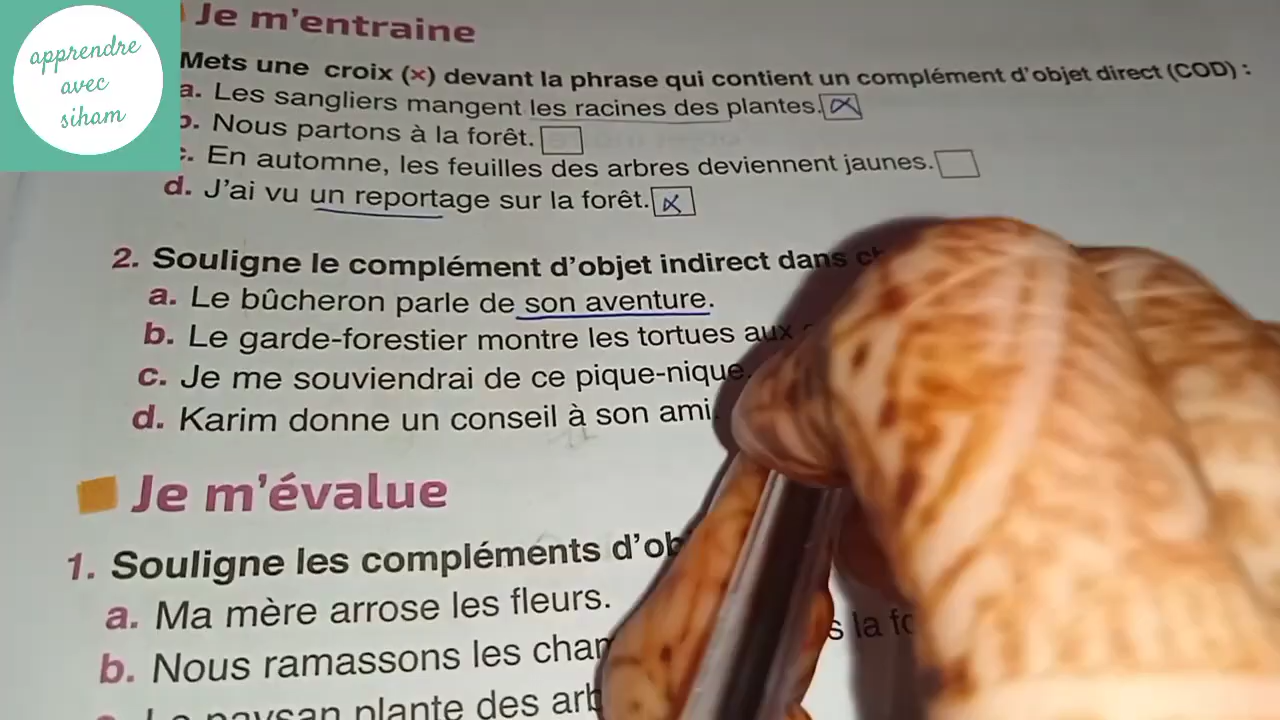 apprendre
avec
siham
Je m'entraine
Mets une croix (×) devant la phrase qui contient un complément d'objet direct (COD) :
a. Les sangliers mangent les racines des plantes.
b. Nous partons à la forêt.
c. En automne, les feuilles des arbres deviennent jaunes.
d. J'ai vu un reportage sur la forêt.
2. Souligne le complément d'objet indirect dans
a. Le bûcheron parle de son aventure.
b. Le garde-forestier montre les tortues aux
c. Je me souviendrai de ce pique-nique.
d. Karim donne un conseil à son ami.
Je m'évalue
1. Souligne les compléments
a. Ma mère arrose les fleurs.
b. Nous ramassons les la
paysan plante des